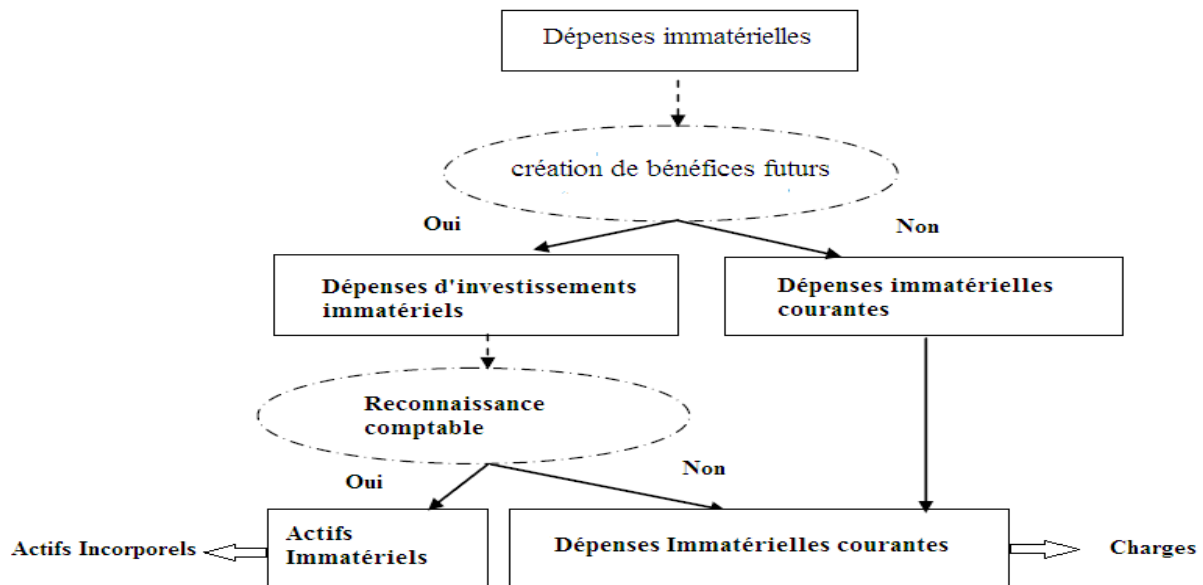 Dépenses immatérielles
création de bénéfices futurs
Oui
Non
Dépenses d'investissements
immatériels
Dépenses immatérielles
courantes
Reconnaissance
comptable
Oui
Non
Actifs Incorporels
Actifs
Immatériels
Dépenses Immatérielles courantes
Charges